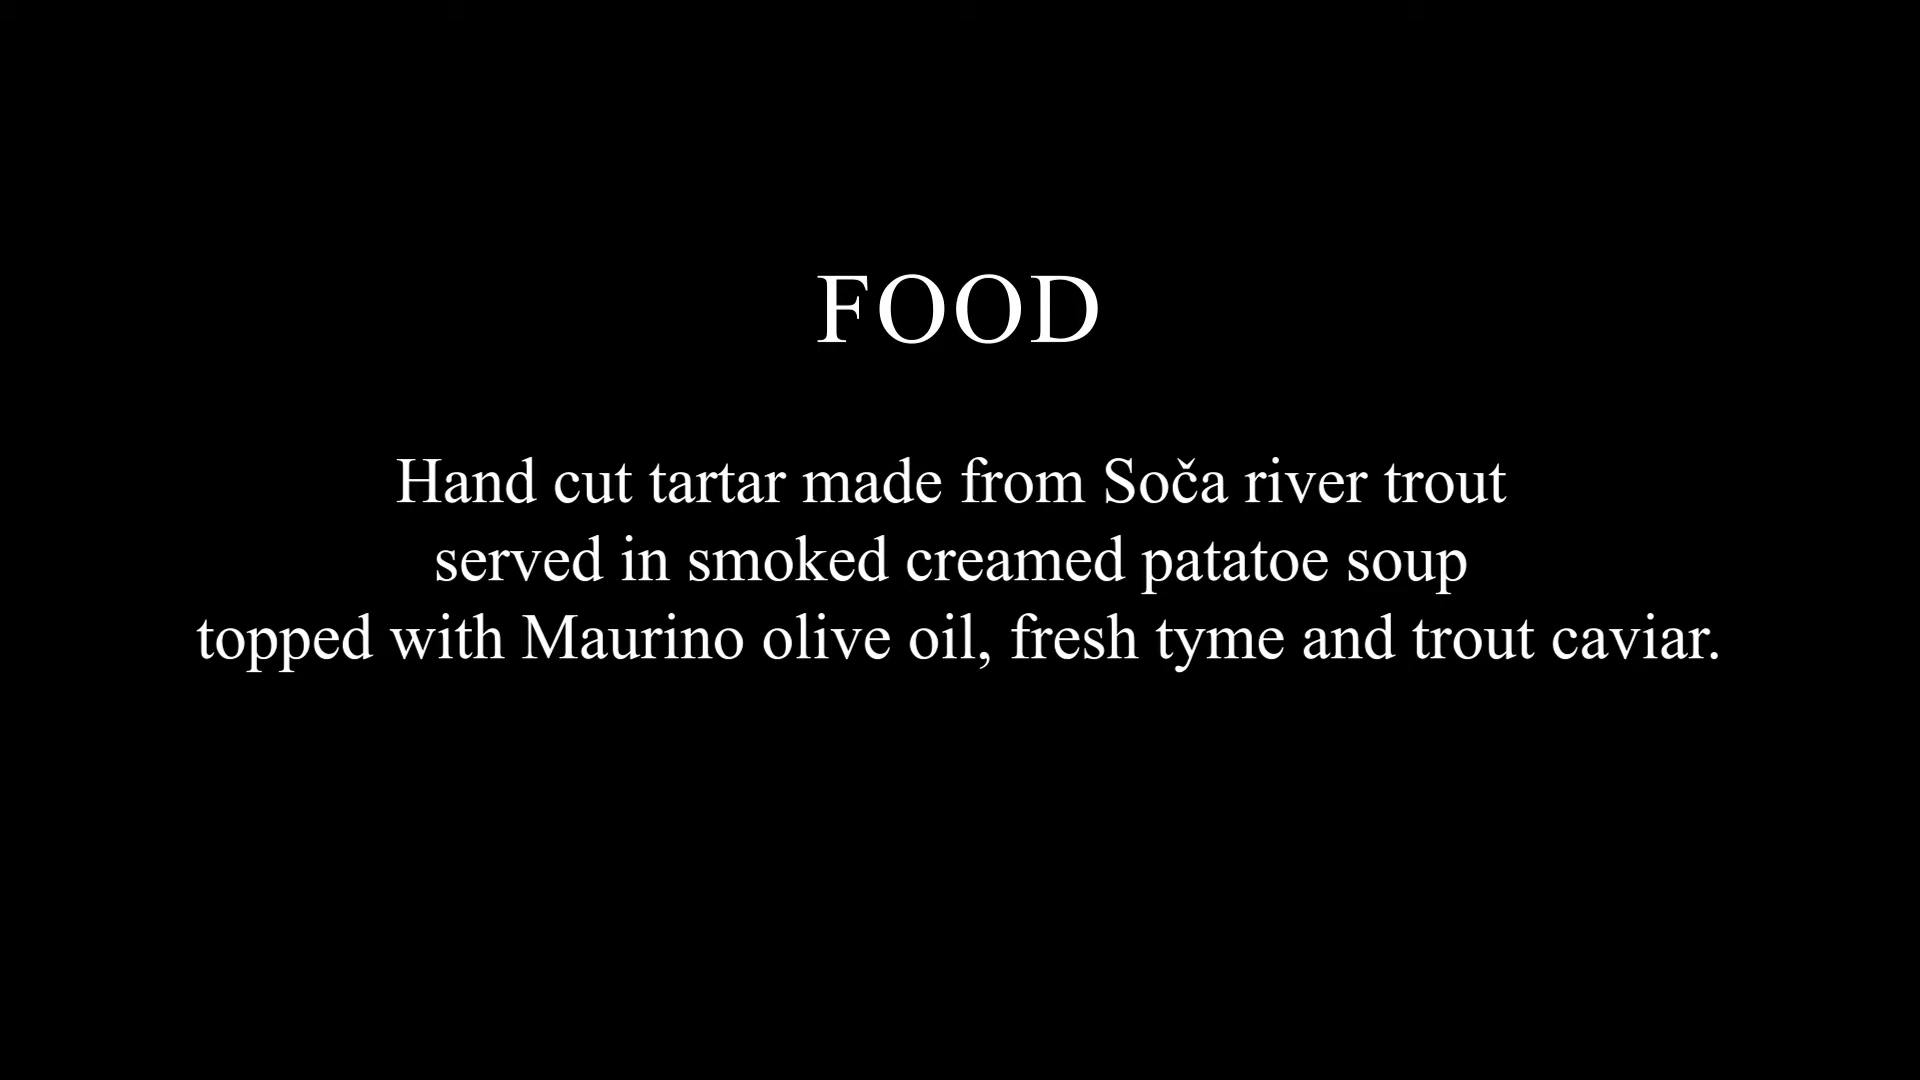 FOOD
Hand cut tartar made from Soča river trout
served in smoked creamed patatoe soup
topped with Maurino olive oil, fresh tyme and trout caviar.